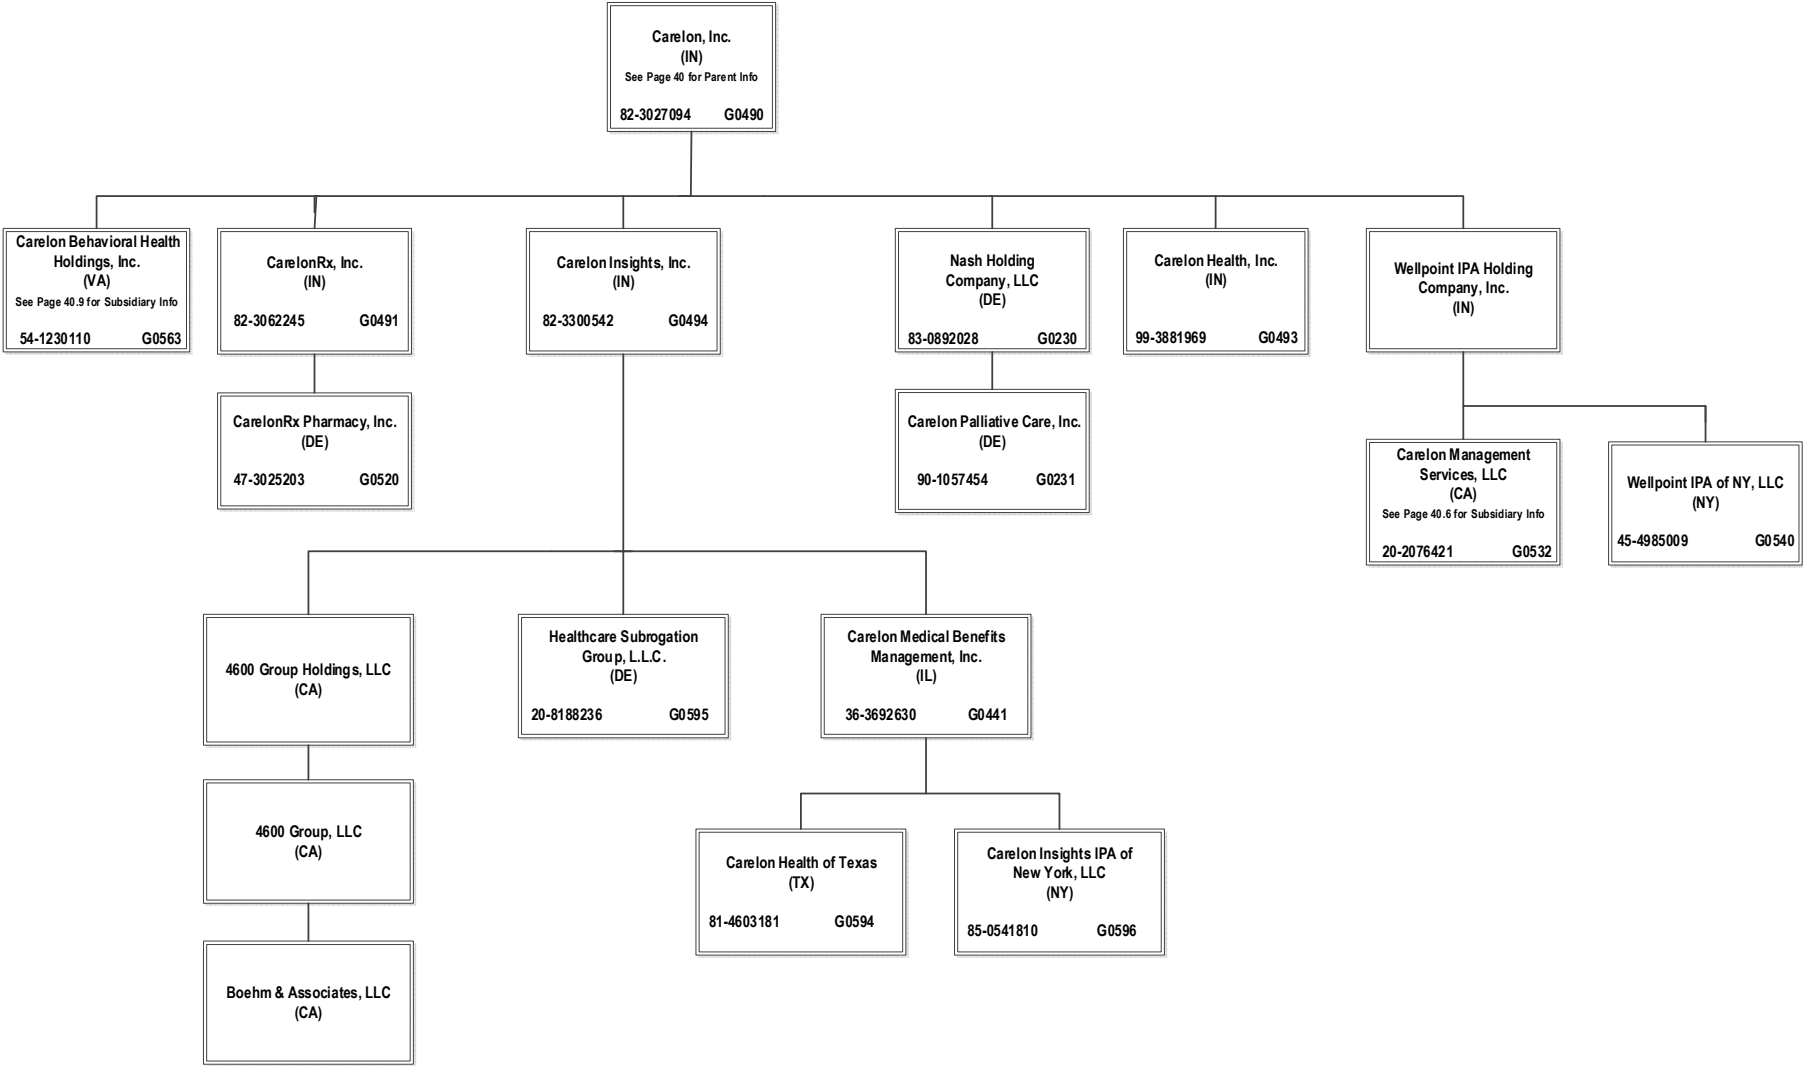 Carelon, Inc.
(IN)
See Page 40 for Parent Info
82-3027094 G0490
Carelon Behavioral Health
Holdings, Inc.
(VA)
See Page 40.9 for Subsidiary Info
54-1230110 G0563
CarelonRx, Inc.
(IN)
82-3062245 G0491
Carelon Insights, Inc.
(IN)
82-3300542 G0494
Nash Holding
Company, LLC
(DE)
83-0892028 G0230
Carelon Health, Inc.
(IN)
99-3881969 G0493
Wellpoint IPA Holding
Company, Inc.
(IN)
CarelonRx Pharmacy, Inc.
(DE)
47-3025203 G0520
Carelon Palliative Care, Inc.
(DE)
90-1057454 G0231
Carelon Management
Services, LLC
(CA)
See Page 40.6 for Subsidiary Info
20-2076421 G0532
Wellpoint IPA of NY, LLC
(NY)
45-4985009 G0540
4600 Group Holdings, LLC
(CA)
Healthcare Subrogation
Group, L.L.C.
(DE)
20-8188236 G0595
Carelon Medical Benefits
Management, Inc.
(IL)
36-3692630 G0441
4600 Group, LLC
(CA)
Carelon Health of Texas
(TX)
81-4603181 G0594
Carelon Insights IPA of
New York, LLC
(NY)
85-0541810 G0596
Boehm & Associates, LLC
(CA)